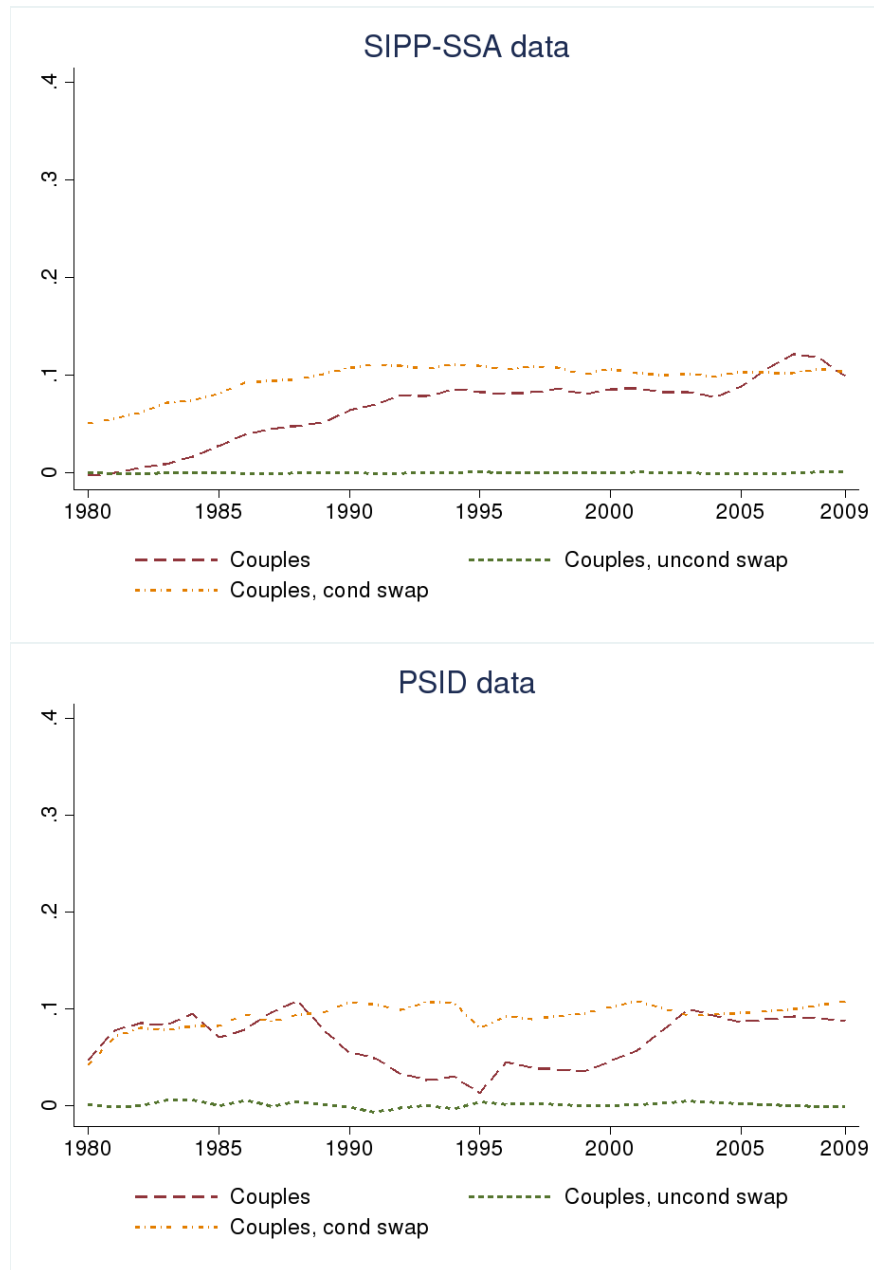 SIPP-SSA data
.4
.3
.2
.1
0
1980 1985 1990 1995 2000 2005 2009
Couples Couples, uncond swap
Couples, cond swap
PSID data
.4
.3
.2
.1
0
1980 1985 1990 1995 2000 2005 2009
Couples Couples, uncond swap
Couples, cond swap